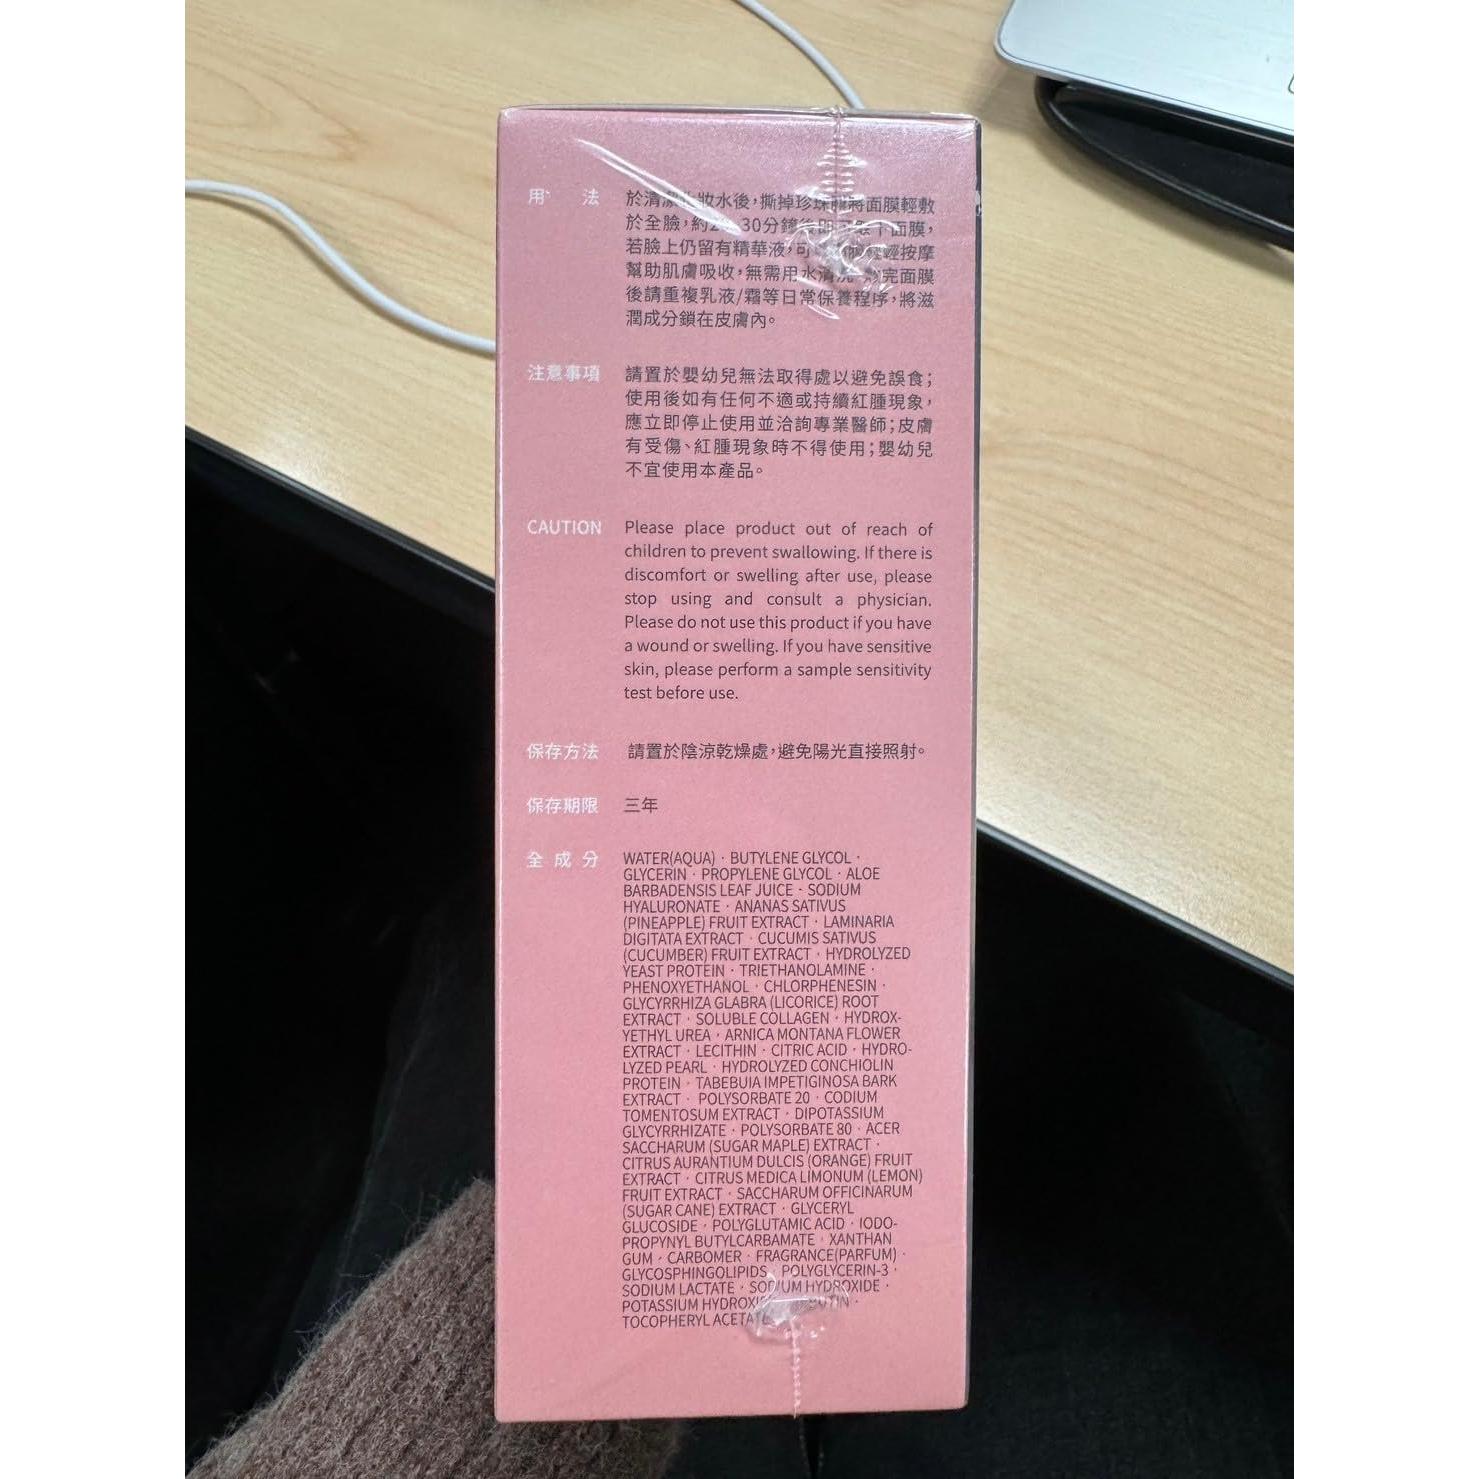 用 法 於清潔化妝水後,撕掉珍珠膜將面膜輕敷
於全臉,約2 30分鐘後即可取下面膜,
若臉上仍留有精華液,可 輕按摩
幫助肌膚吸收,無需用水清洗 敷完面膜
後請重複乳液/霜等日常保養程序,將滋
潤成分鎖在皮膚內。
注意事項 請置於嬰幼兒無法取得處以避免誤食;
使用後如有任何不適或持續紅腫現象,
應立即停止使用並洽詢專業醫師;皮膚
有受傷、紅腫現象時不得使用;嬰幼兒
不宜使用本產品。
CAUTION Please place product out of reach of
children to prevent swallowing. If there is
discomfort or swelling after use, please
stop using and consult a physician.
Please do not use this product if you have
a wound or swelling. If you have sensitive
skin, please perform a sample sensitivity
test before use.
保存方法 請置於陰涼乾燥處,避免陽光直接照射。
保存期限 三年
全 成 分 WATER(AQUA) · BUTYLENE GLYCOL ·
GLYCERIN · PROPYLENE GLYCOL · ALOE
BARBADENSIS LEAF JUICE · SODIUM
HYALURONATE · ANANAS SATIVUS
(PINEAPPLE) FRUIT EXTRACT · LAMINARIA
DIGITATA EXTRACT · CUCUMIS SATIVUS
(CUCUMBER) FRUIT EXTRACT · HYDROLYZED
YEAST PROTEIN · TRIETHANOLAMINE ·
PHENOXYETHANOL · CHLORPHENESIN ·
GLYCYRRHIZA GLABRA (LICORICE) ROOT
EXTRACT · SOLUBLE COLLAGEN · HYDROX-
YETHYL UREA · ARNICA MONTANA FLOWER
EXTRACT · LECITHIN · CITRIC ACID · HYDRO-
LYZED PEARL · HYDROLYZED CONCHIOLIN
PROTEIN · TABEBUIA IMPETIGINOSA BARK
EXTRACT · POLYSORBATE 20 · CODIUM
TOMENTOSUM EXTRACT · DIPOTASSIUM
GLYCYRRHIZATE · POLYSORBATE 80 · ACER
SACCHARUM (SUGAR MAPLE) EXTRACT ·
CITRUS AURANTIUM DULCIS (ORANGE) FRUIT
EXTRACT · CITRUS MEDICA LIMONUM (LEMON)
FRUIT EXTRACT · SACCHARUM OFFICINARUM
(SUGAR CANE) EXTRACT · GLYCERYL
GLUCOSIDE · POLYGLUTAMIC ACID · IODO-
PROPYNYL BUTYLCARBAMATE · XANTHAN
GUM · CARBOMER · FRAGRANCE(PARFUM) ·
GLYCOSPHINGOLIPIDS · POLYGLYCERIN-3 ·
SODIUM LACTATE · SODIUM HYDROXIDE ·
POTASSIUM
TOCOPHERYL ACETATE